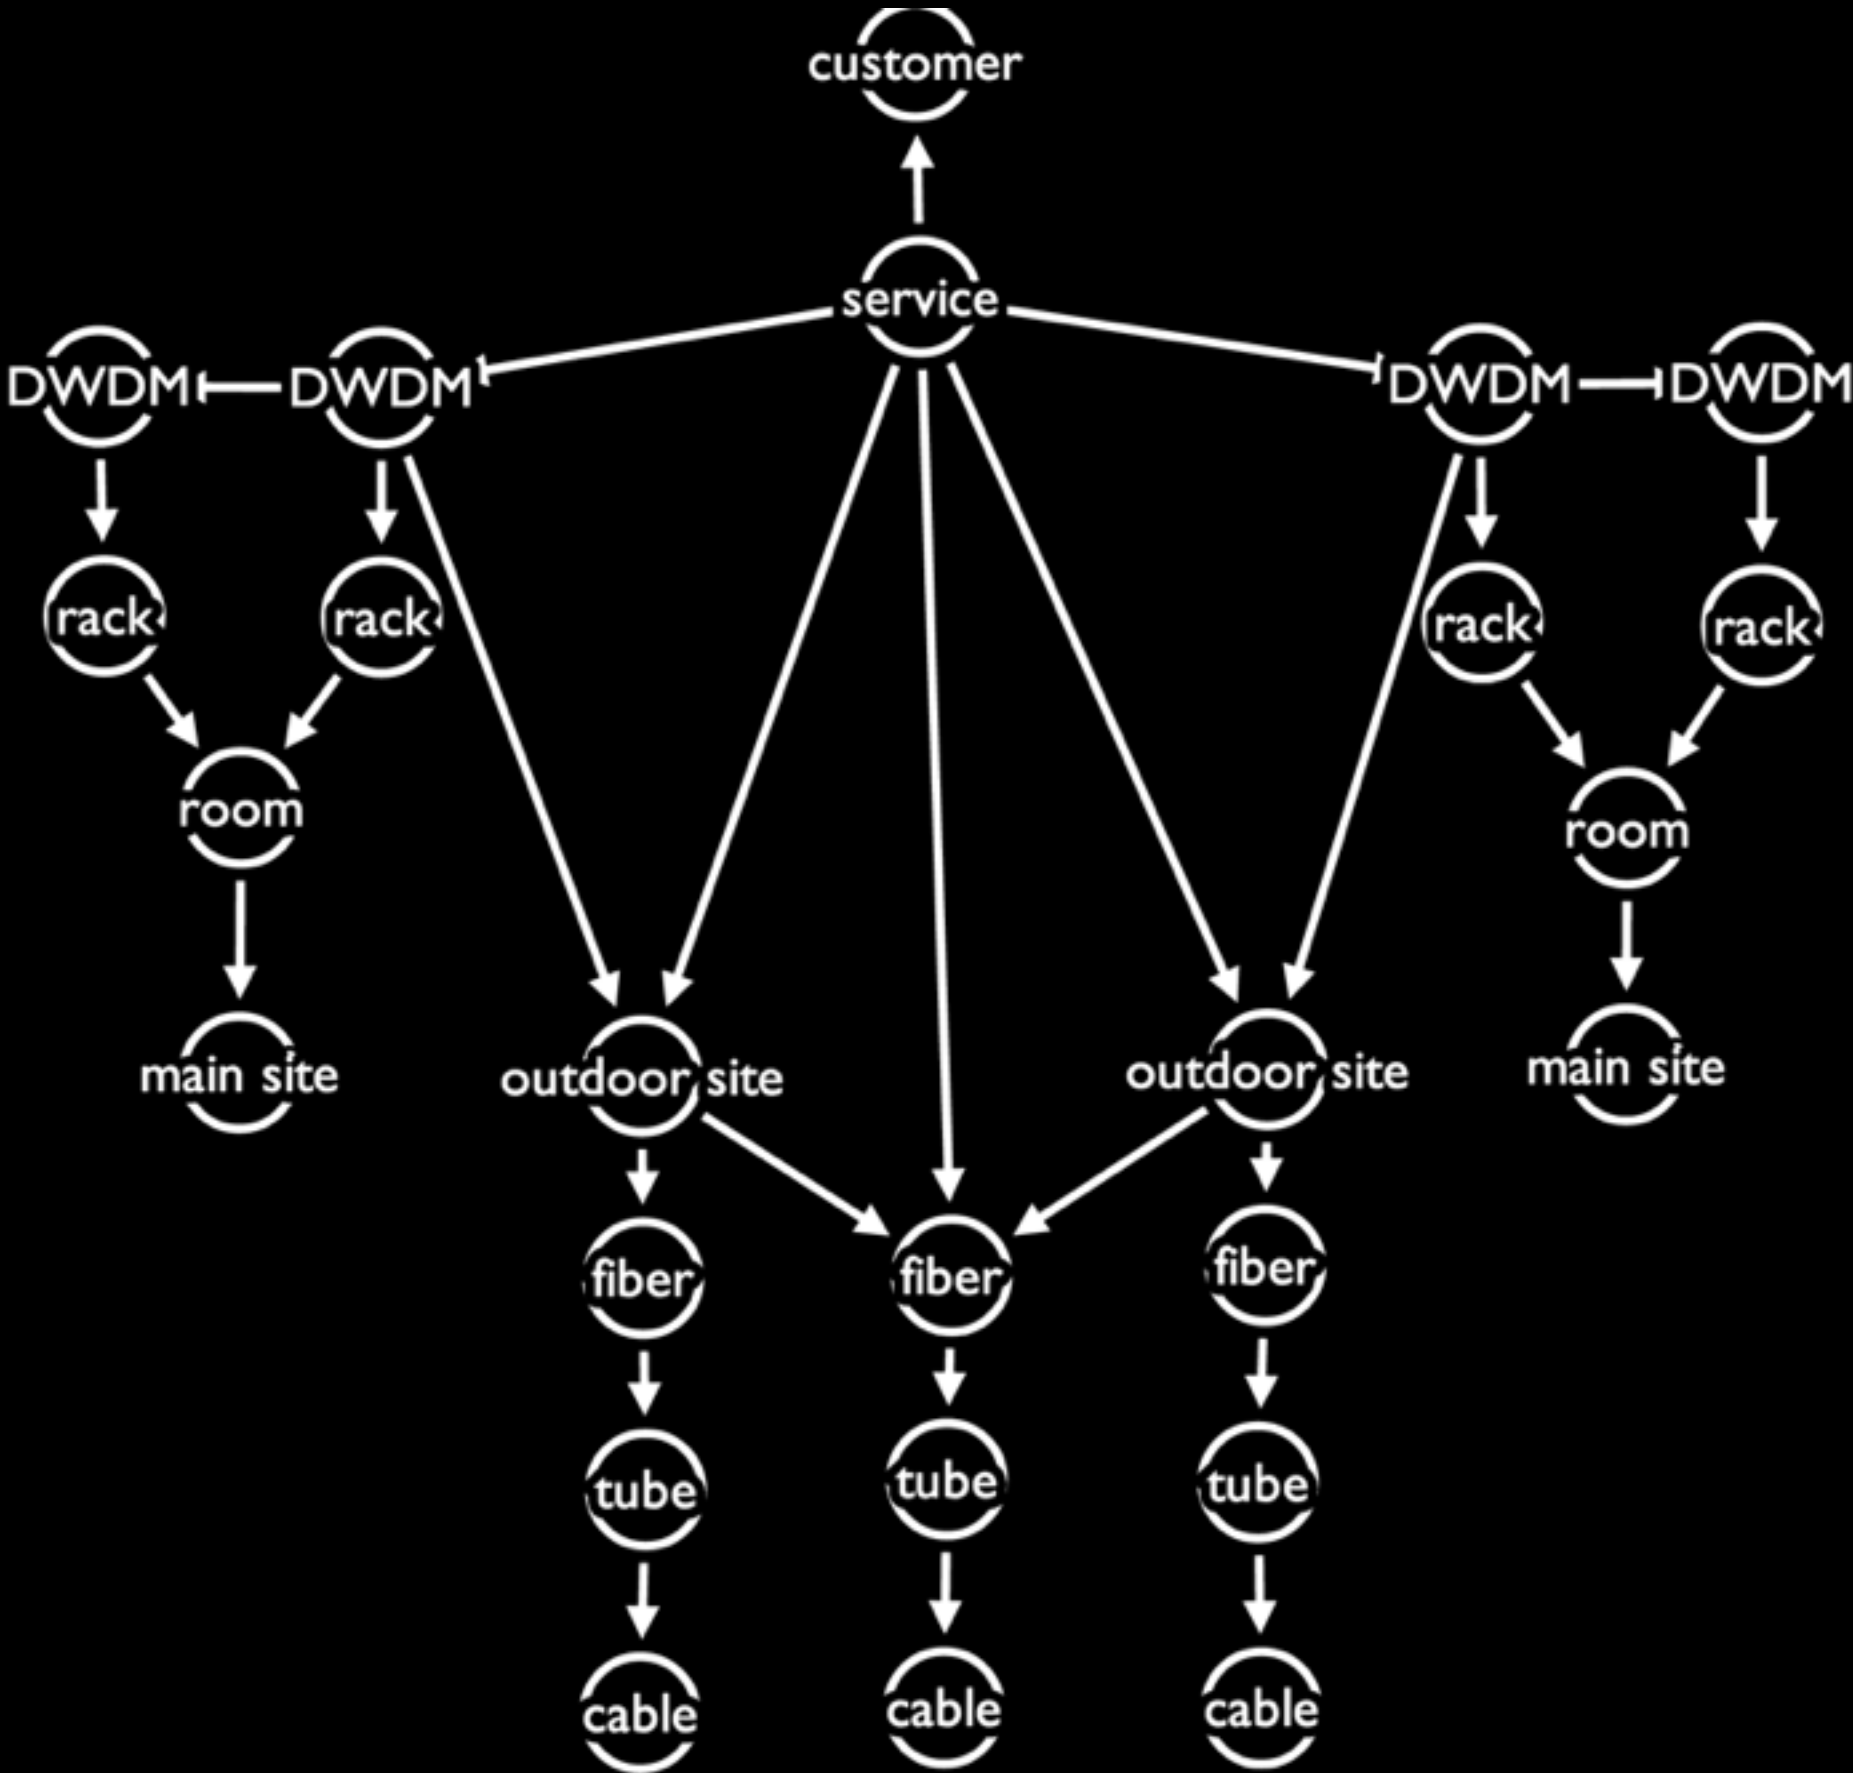 customer
service
DWDM DWDM DWDM DWDM
rack rack rack rack
room room
main site outdoor site outdoor site main site
fiber fiber fiber
tube tube tube
cable cable cable